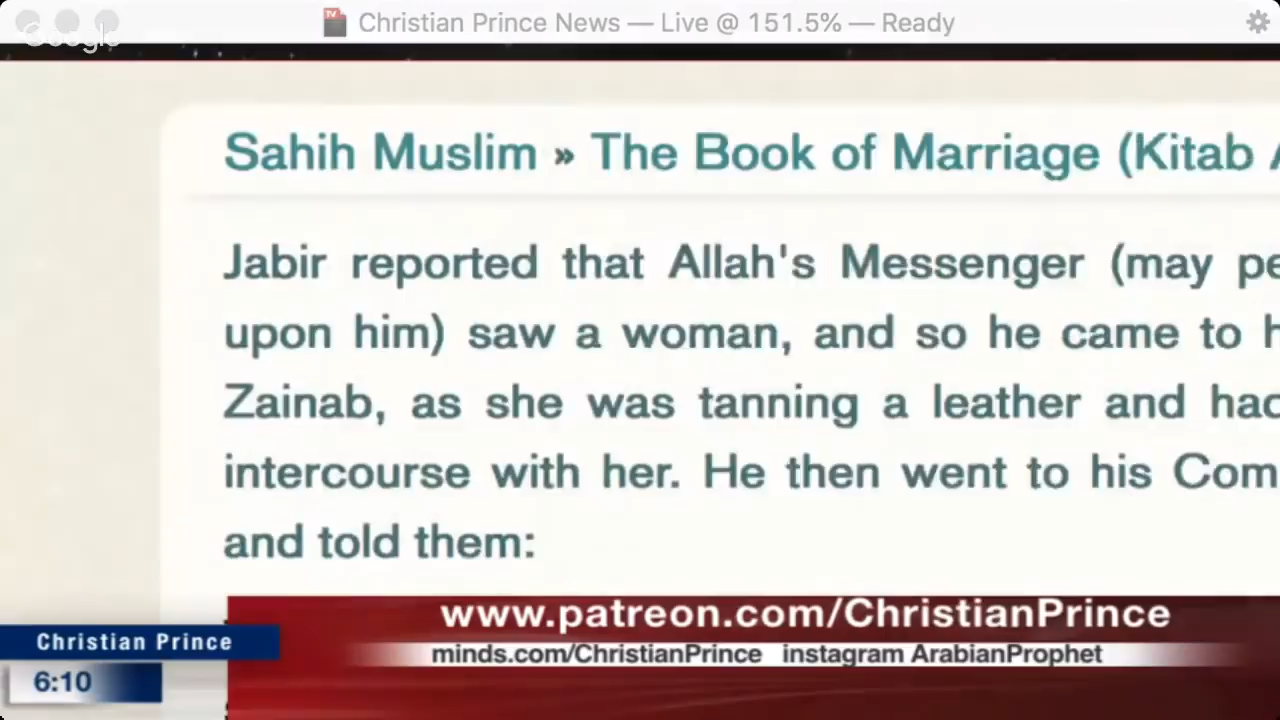 Christian Prince News — Live @ 151.5% — Ready
Google
Sahih Muslim » The Book of Marriage (Kitab
Jabir reported that Allah's Messenger (may
upon him) saw a woman, and so he came to
Zainab, as she was tanning a leather and
intercourse with her. He then went to his
and told them:
www.patreon.com/ChristianPrince
Christian Prince
minds.com/ChristianPrince instagram ArabianProphet
6:10